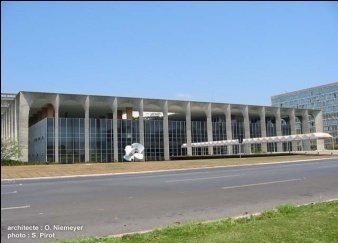 architecte : O. Niemeyer
photo : S. Pirot